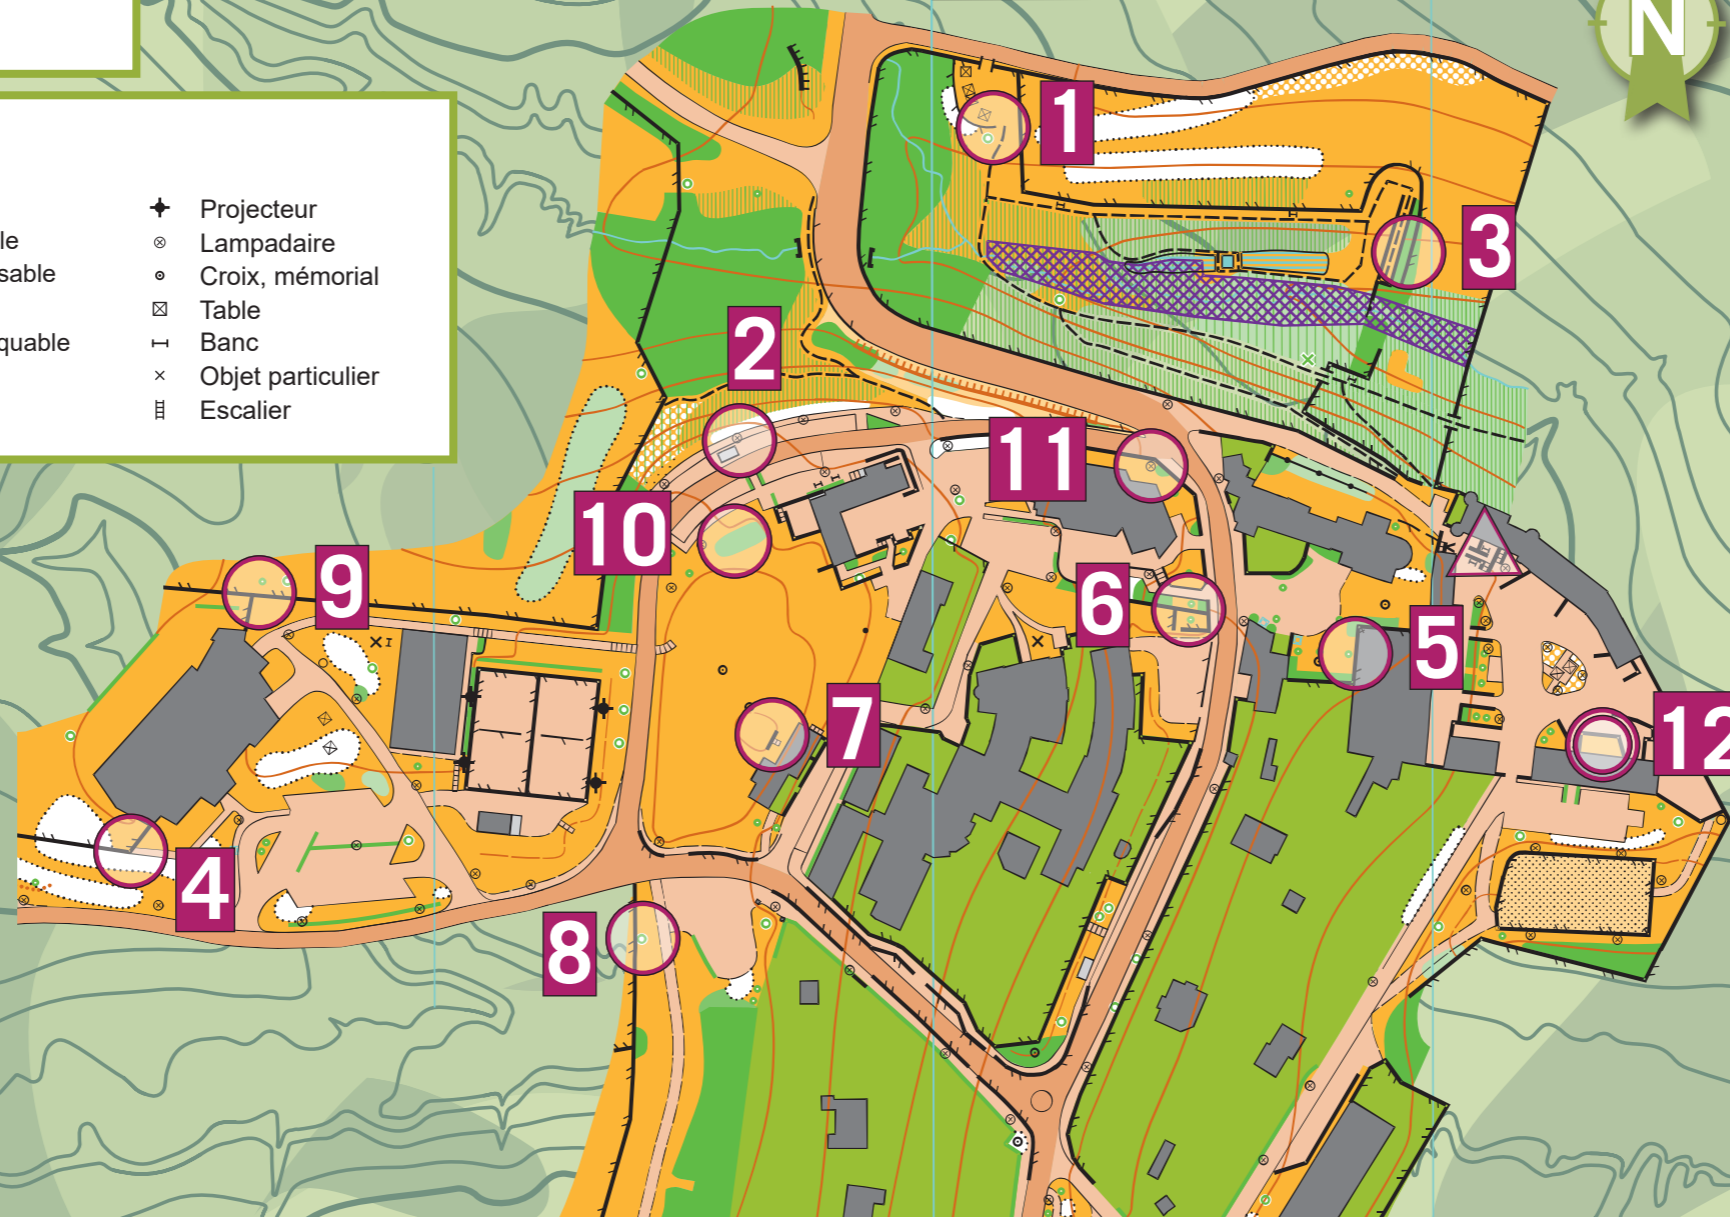 N
le
sable
quable
Projecteur
Lampadaire
Croix, mémorial
Table
Banc
Objet particulier
Escalier
1
3
2
11
10
9
6
5
7
12
4
8